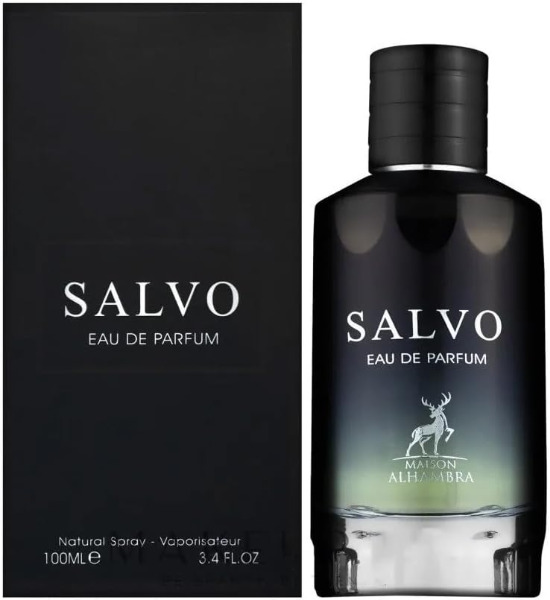 SALVO
EAU DE PARFUM
Natural Spray - Vaporisateur
100ML℮ 3.4 FL.OZ
SALVO
EAU DE PARFUM
MAISON
ALHAMBRA